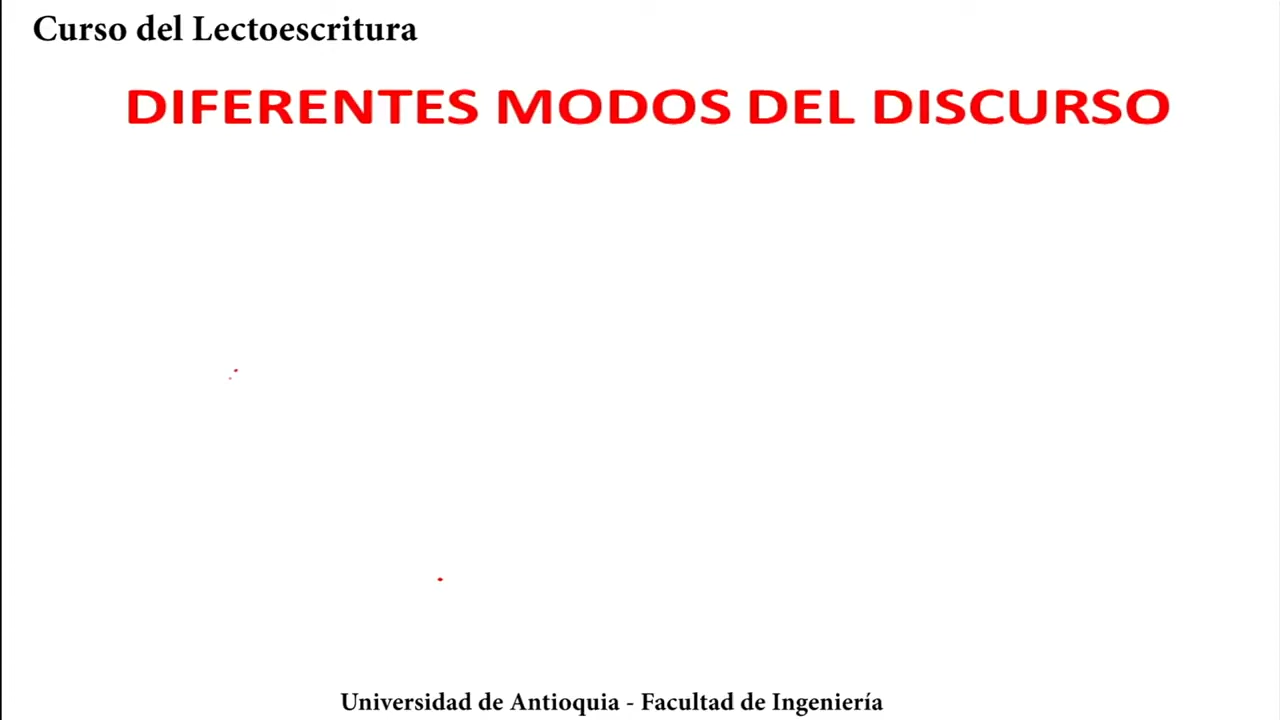 Curso del Lectoescritura
DIFERENTES MODOS DEL DISCURSO
Universidad de Antioquia - Facultad de Ingeniería